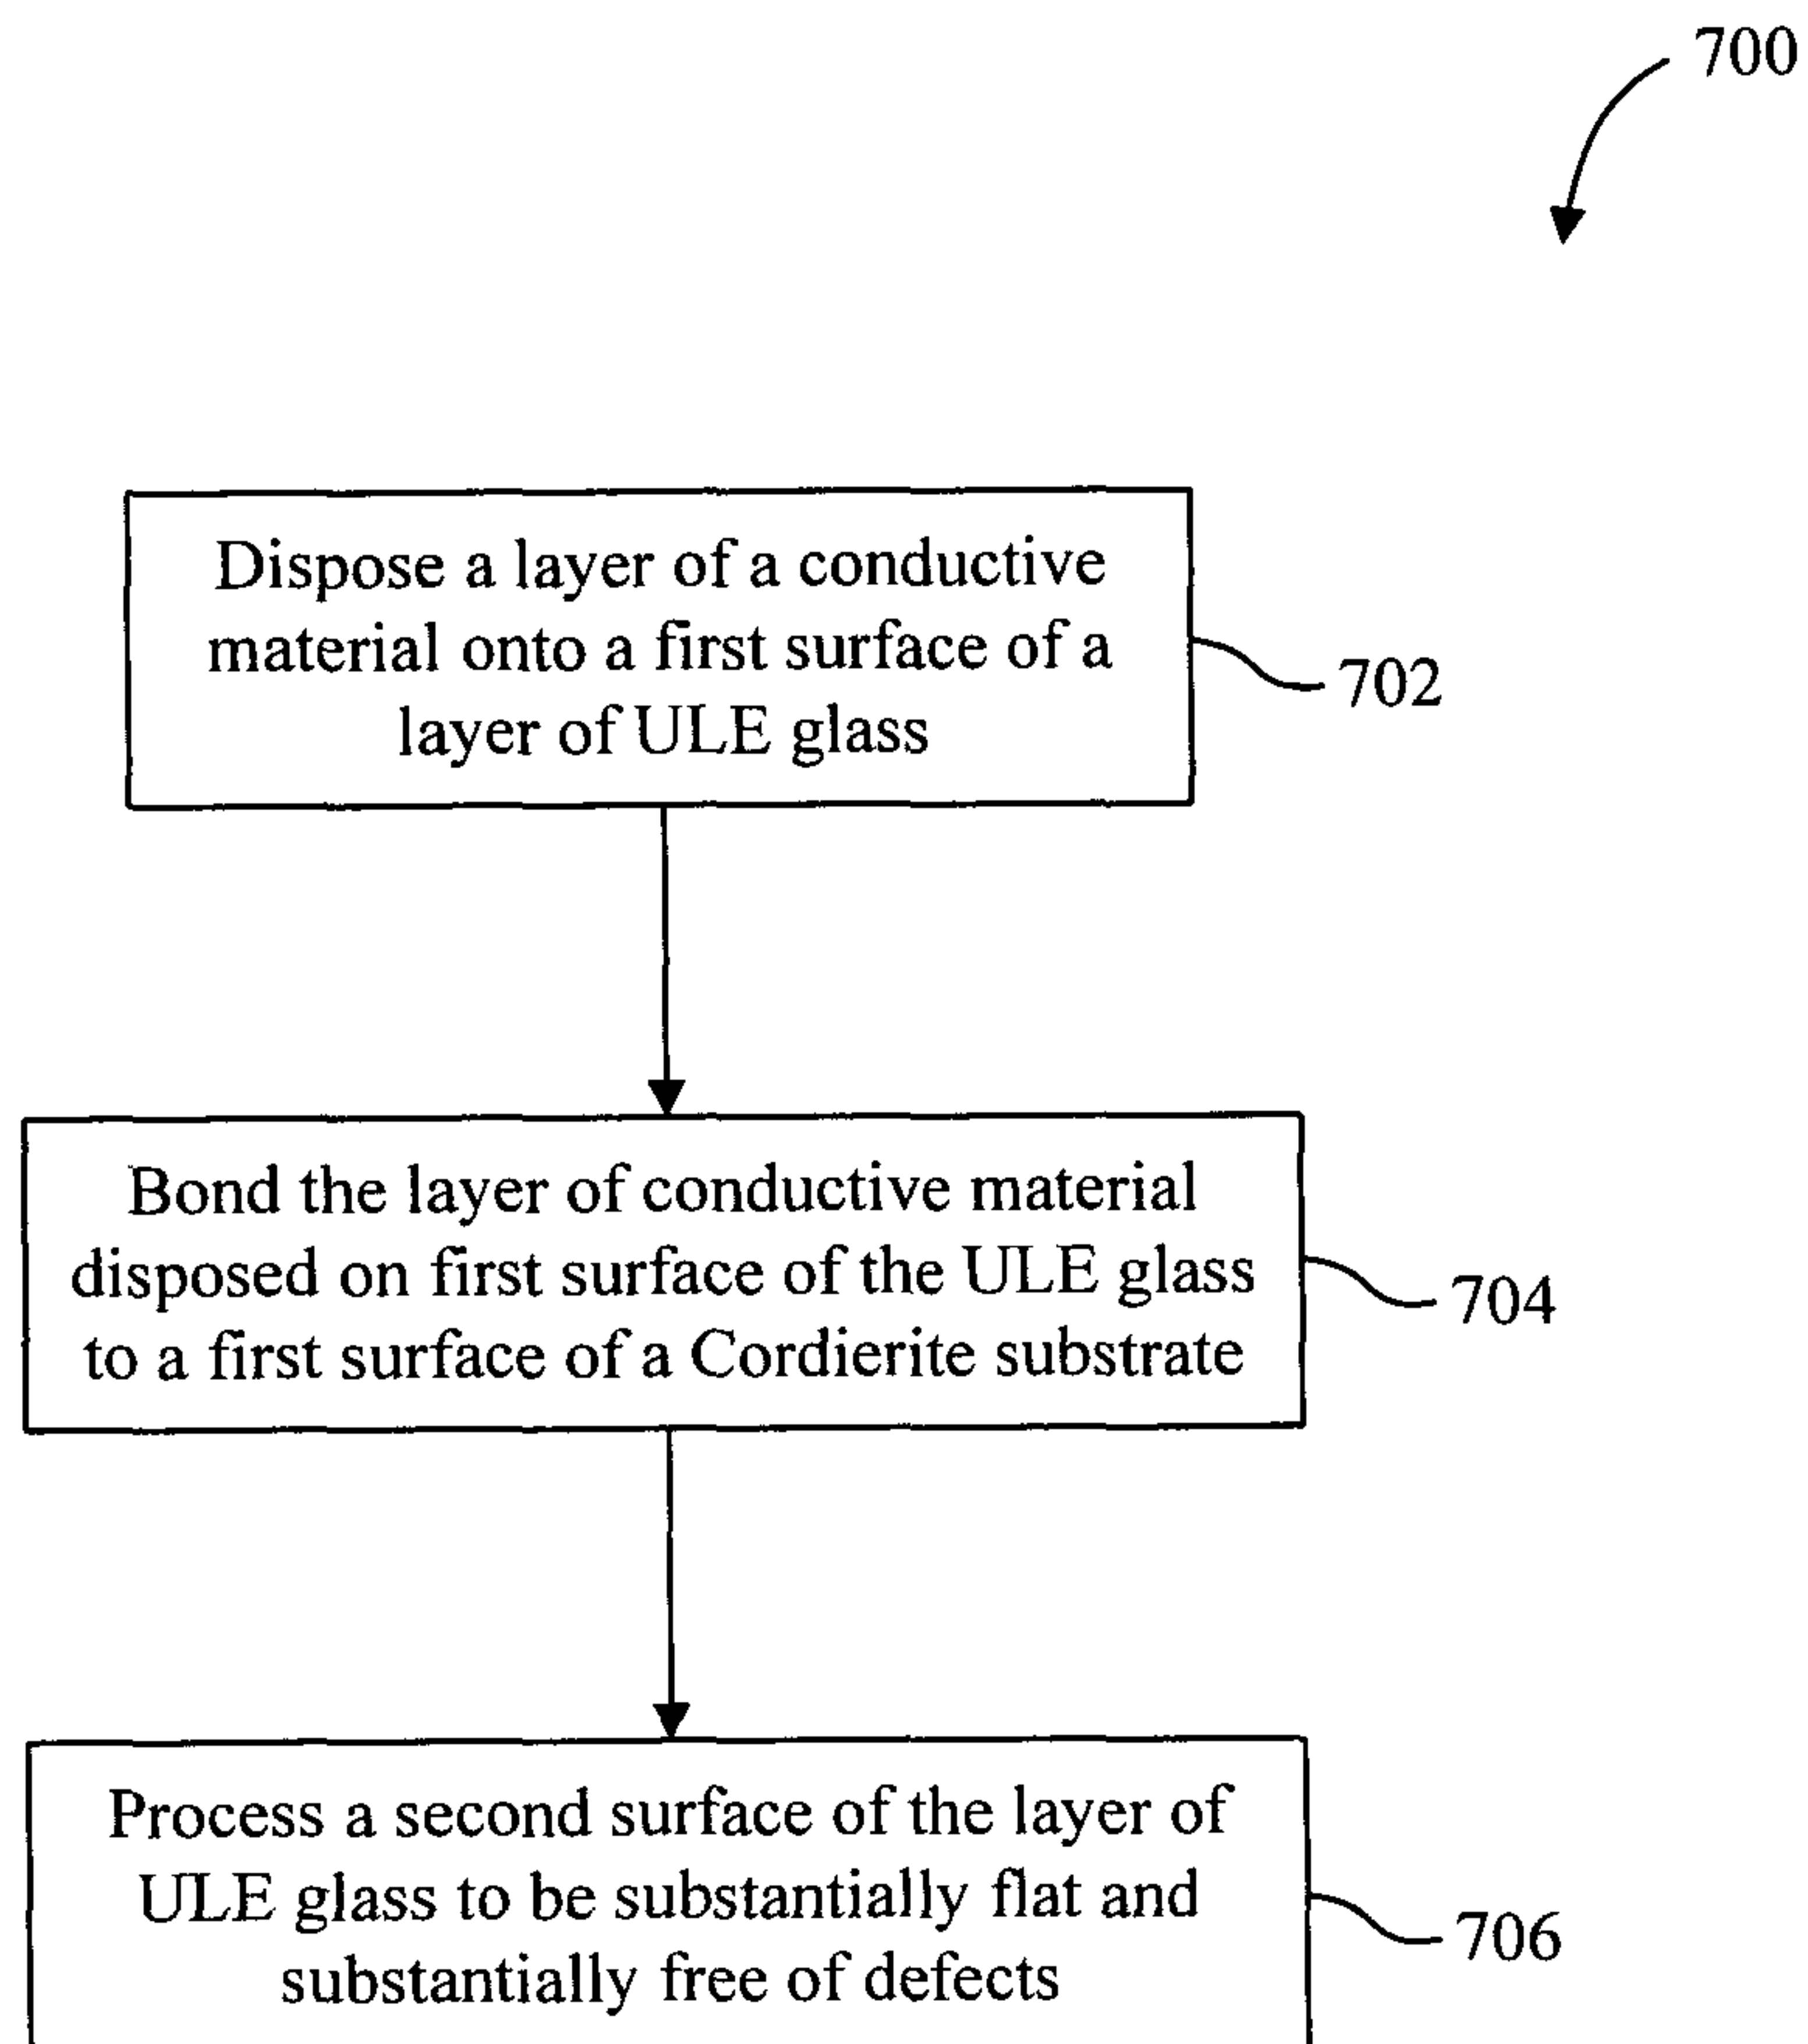 700
Dispose a layer of a conductive
material onto a first surface of a
layer of ULE glass
702
Bond the layer of conductive material
disposed on first surface of the ULE glass
to a first surface of a Cordierite substrate
704
Process a second surface of the layer of
ULE glass to be substantially flat and
substantially free of defects
706